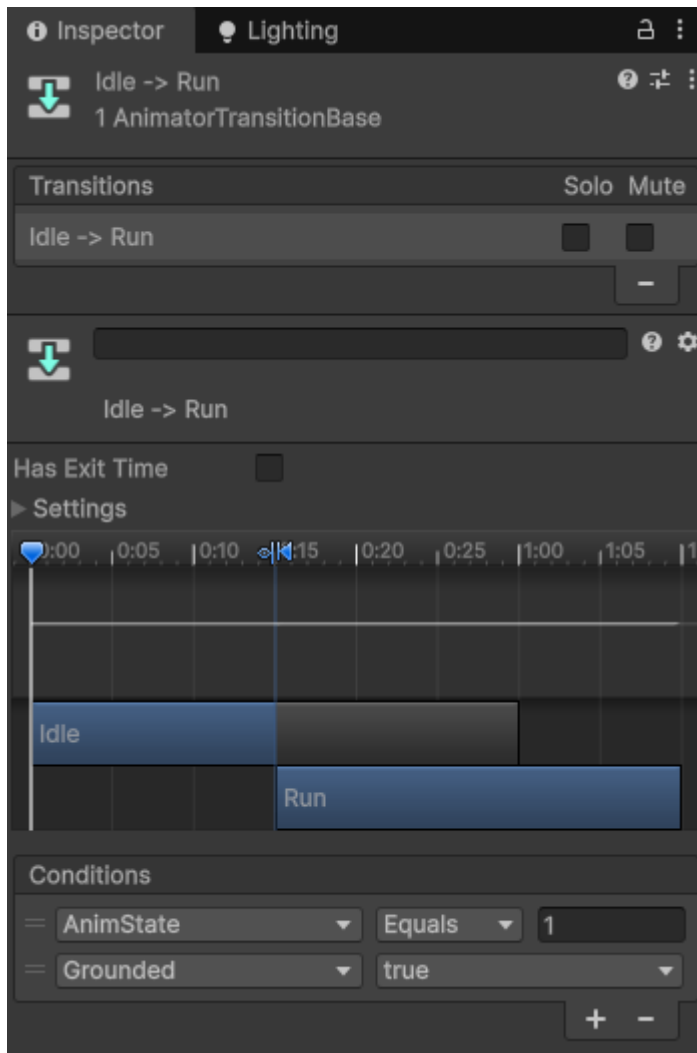 Inspector Lighting
Idle -> Run
1 AnimatorTransitionBase
Transitions Solo Mute
Idle -> Run
Idle -> Run
Has Exit Time
Settings
:00 0:05 0:10 :15 0:20 0:25 1:00 1:05 1
Idle
Run
Conditions
AnimState Equals 1
Grounded true